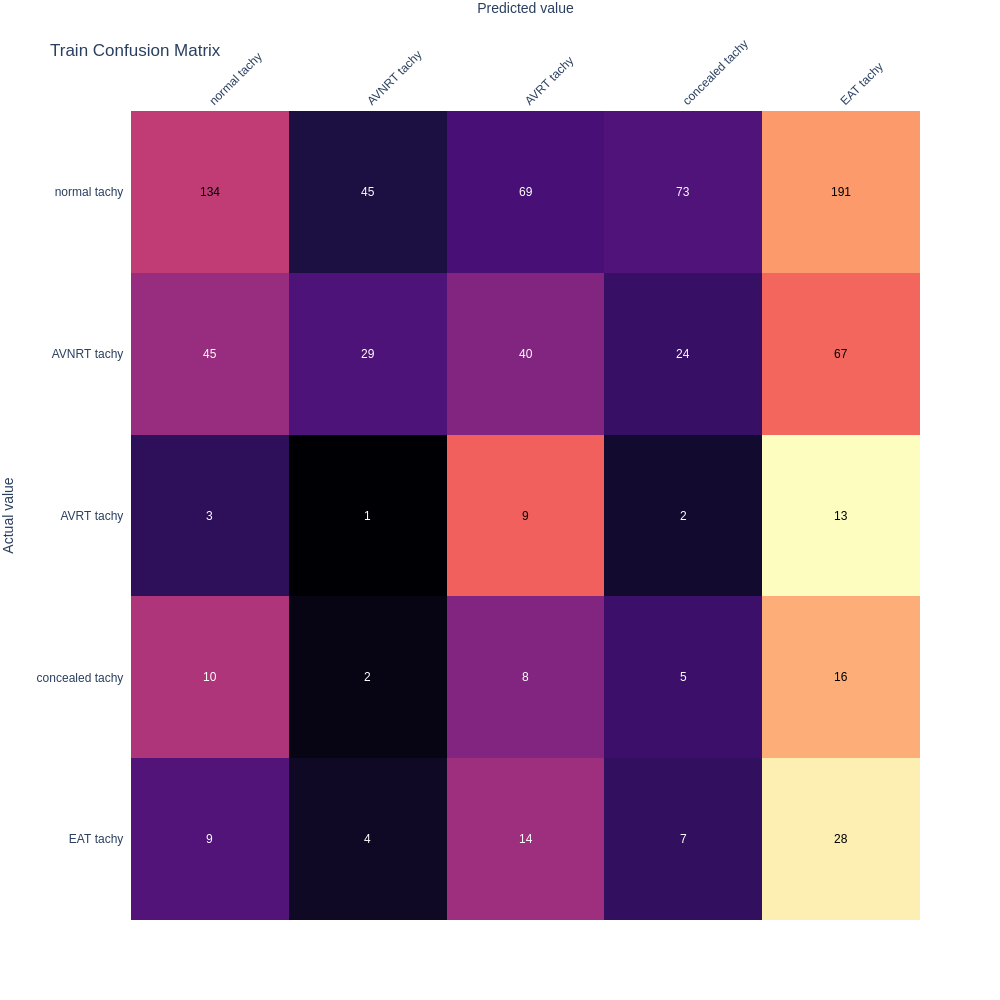 Predicted value
Train Confusion Matrix
normal tachy
AVNRT tachy
AVRT tachy
concealed tachy
EAT tachy
normal tachy 134 45 69 73 191
AVNRT tachy 45 29 40 24 67
AVRT tachy 3 1 9 2 13
concealed tachy 10 2 8 5 16
EAT tachy 9 4 14 7 28
Actual value